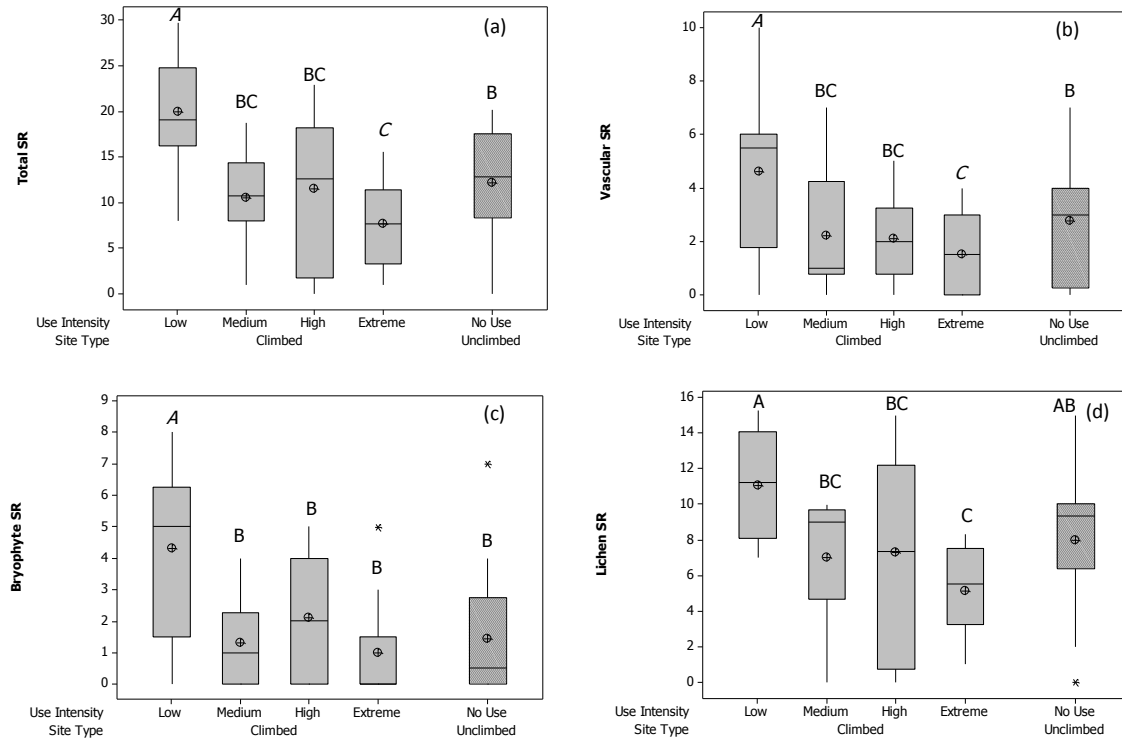 (a)
A
BC
BC
C
B
Total SR
30
25
20
15
10
5
0
Use Intensity Low Medium High Extreme No Use
Site Type Climbed Unclimbed
(b)
A
BC
BC
C
B
Vascular SR
10
8
6
4
2
0
Use Intensity Low Medium High Extreme No Use
Site Type Climbed Unclimbed
(c)
A
B
B
B
B
Bryophyte SR
9
8
7
6
5
4
3
2
1
0
Use Intensity Low Medium High Extreme No Use
Site Type Climbed Unclimbed
(d)
A
BC
BC
C
AB
Lichen SR
16
14
12
10
8
6
4
2
0
Use Intensity Low Medium High Extreme No Use
Site Type Climbed Unclimbed